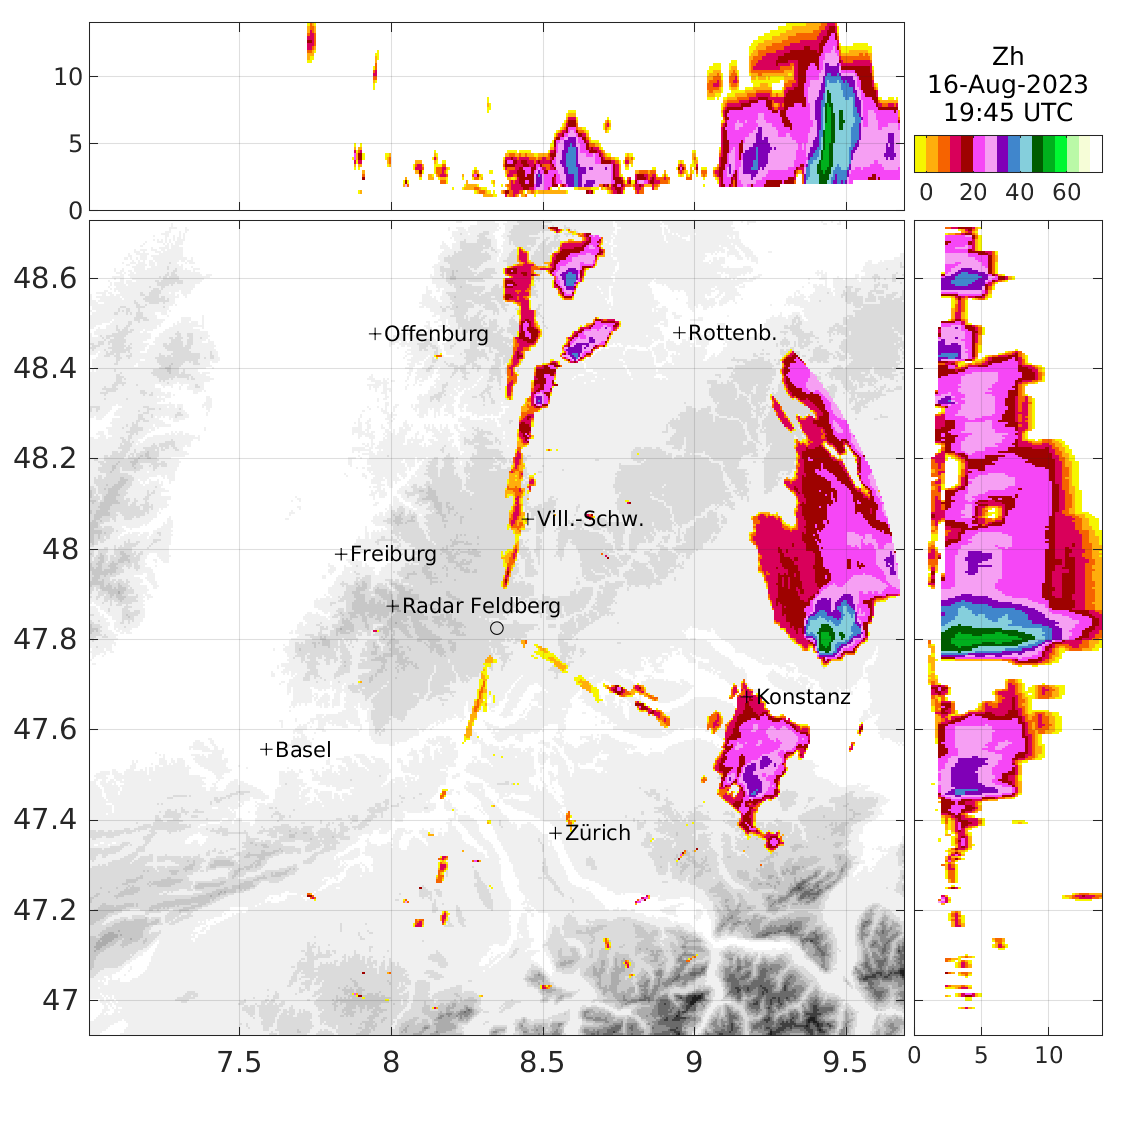 10
5
0
Zh
16-Aug-2023
19:45 UTC
0 20 40 60
48.6
48.4
48.2
48
47.8
47.6
47.4
47.2
47
+Offenburg
+Rottenb.
+Vill.-Schw.
+Freiburg
+Radar Feldberg
+Konstanz
+Basel
+Zürich
7.5 8 8.5 9 9.5
0 5 10